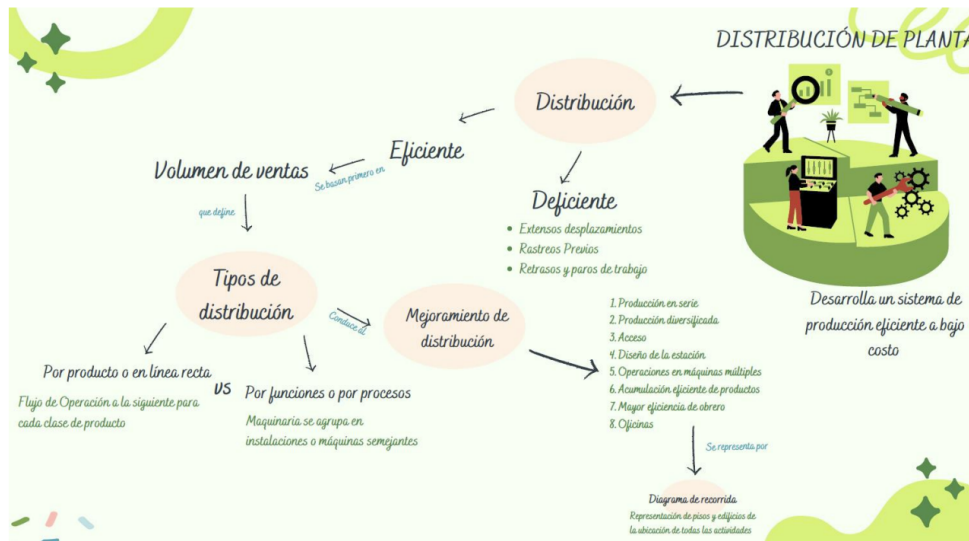 DISTRIBUCIÓN DE PLANTA
Desarrolla un sistema de
producción eficiente a bajo
costo
Distribución
Eficiente
Deficiente
• Extensos desplazamientos
• Rastreos Previos
• Retrasos y paros de trabajo
Se basan primero en
Volumen de ventas
que define
Tipos de
distribución
Por producto o en línea recta
Flujo de Operación a la siguiente para
cada clase de producto
VS
Por funciones o por procesos
Maquinaria se agrupa en
instalaciones o máquinas semejantes
Conduce al
Mejoramiento de
distribución
1. Producción en serie
2. Producción diversificada
3. Acceso
4. Diseño de la estación
5. Operaciones en máquinas múltiples
6. Acumulación eficiente de productos
7. Mayor eficiencia de obrero
8. Oficinas
Se representa por
Diagrama de recorrida
Representación de pisos y edificios de
la ubicación de todas las actividades